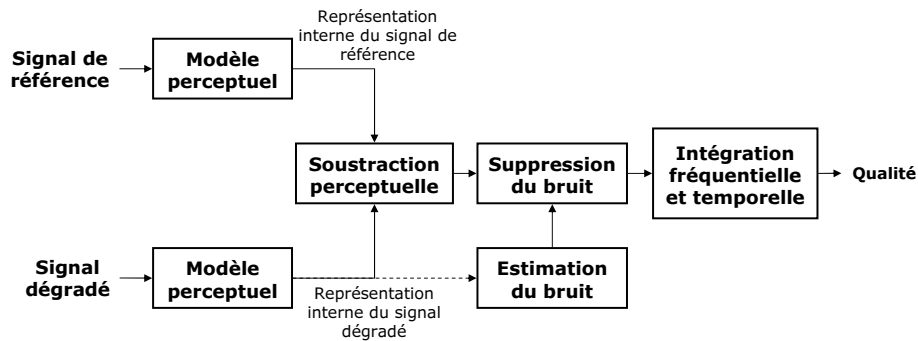 Représentation
interne du signal de
référence
Signal de
référence
Modèle
perceptuel
Soustraction
perceptuelle
Suppression
du bruit
Intégration
fréquentielle
et temporelle
Qualité
Signal
dégradé
Modèle
perceptuel
Représentation
interne du signal
dégradé
Estimation
du bruit